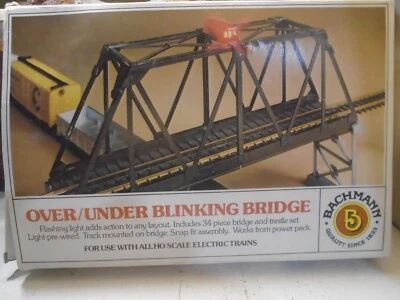 OVER/UNDER BLINKING BRIDGE
Flashing light adds action to any layout. Includes 34 piece bridge and trestle set.
Light pre-wired. Track mounted on bridge. Snap fit assembly. Works from power pack.
FOR USE WITH ALL HO SCALE ELECTRIC TRAINS
BACHMANN
B
QUALITY SINCE 1833